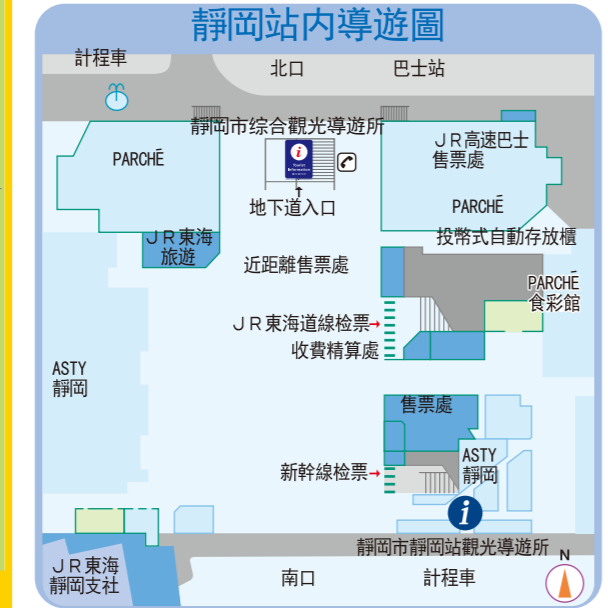 靜岡站内導遊圖
計程車
北口
巴士站
靜岡市综合觀光導遊所
PARCHÉ
i
Tourist
Information
地下道入口
ＪＲ高速巴士
售票處
PARCHÉ
投幣式自動存放櫃
ＪＲ東海
旅遊
近距離售票處
PARCHÉ
食彩館
ＪＲ東海道線检票→
收費精算處
ASTY
靜岡
售票處
ASTY
靜岡
新幹線检票→
i
靜岡市靜岡站觀光導遊所
ＪＲ東海
靜岡支社
南口
計程車
N